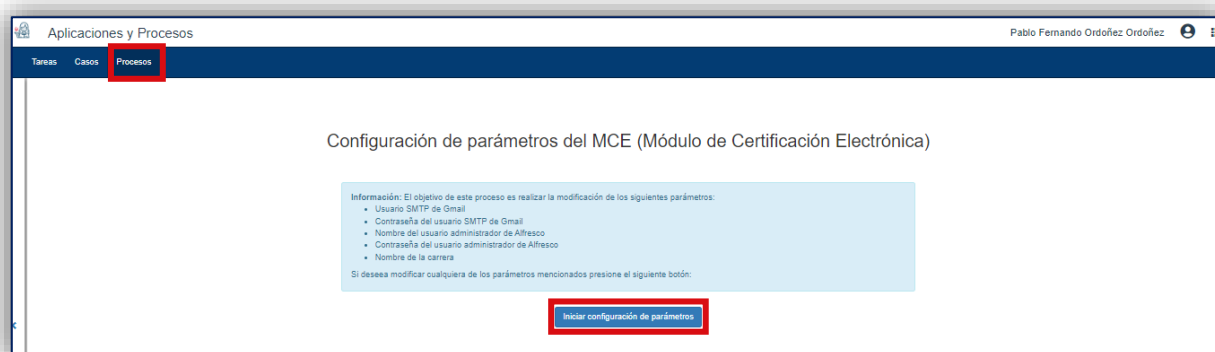 Aplicaciones y Procesos
Pablo Fernando Ordoñez Ordoñez
Tareas Casos Procesos
Configuración de parámetros del MCE (Módulo de Certificación Electrónica)
Información: El objetivo de este proceso es realizar la modificación de los siguientes parámetros:
• Usuario SMTP de Gmail
• Contraseña del usuario SMTP de Gmail
• Nombre del usuario administrador de Alfresco
• Contraseña del usuario administrador de Alfresco
• Nombre de la carrera
Si deseea modificar cualquiera de los parámetros mencionados presione el siguiente botón:
Iniciar configuración de parámetros